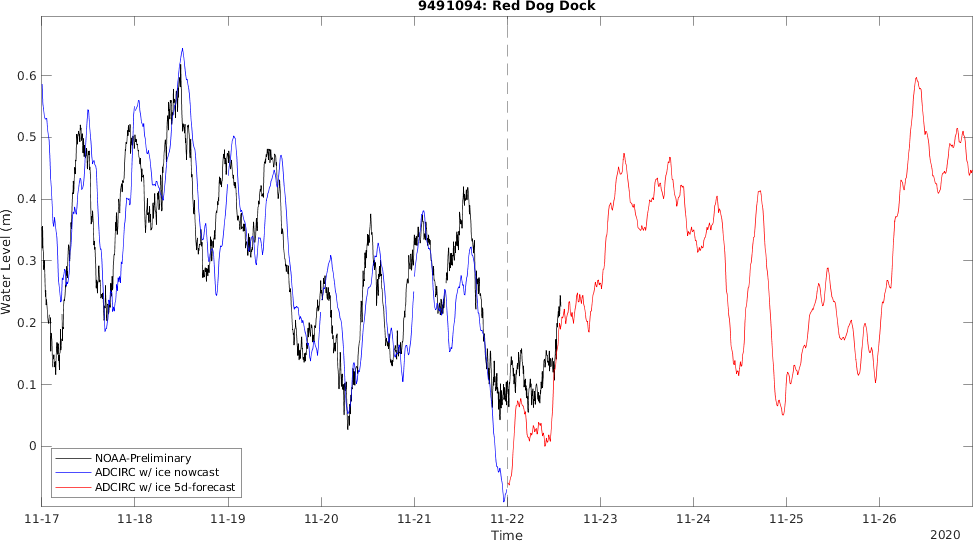 9491094: Red Dog Dock
Water Level (m)
0.6
0.5
0.4
0.3
0.2
0.1
0
NOAA-Preliminary
ADCIRC w/ ice nowcast
ADCIRC w/ ice 5d-forecast
11-17 11-18 11-19 11-20 11-21 11-22 11-23 11-24 11-25 11-26
Time
2020